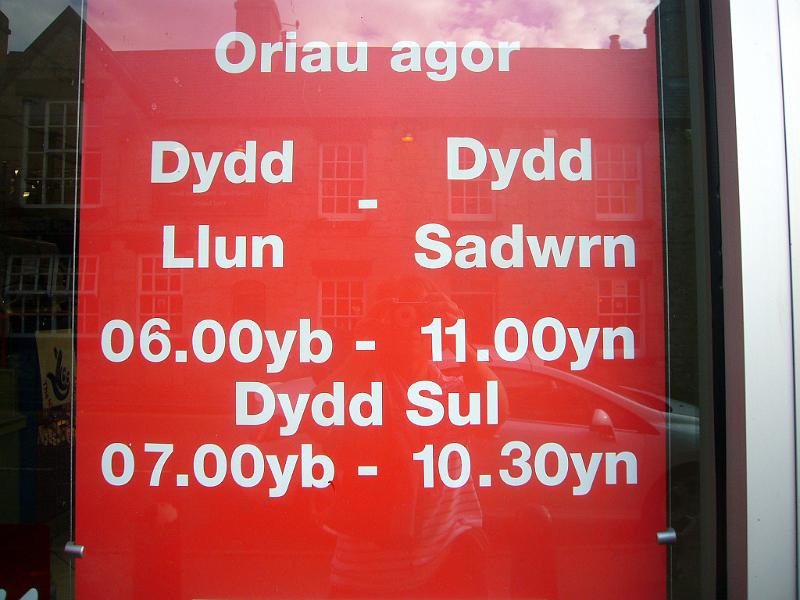 Oriau agor
Dydd - Dydd
Llun Sadwrn
06.00yb - 11.00yn
Dydd Sul
07.00yb - 10.30yn